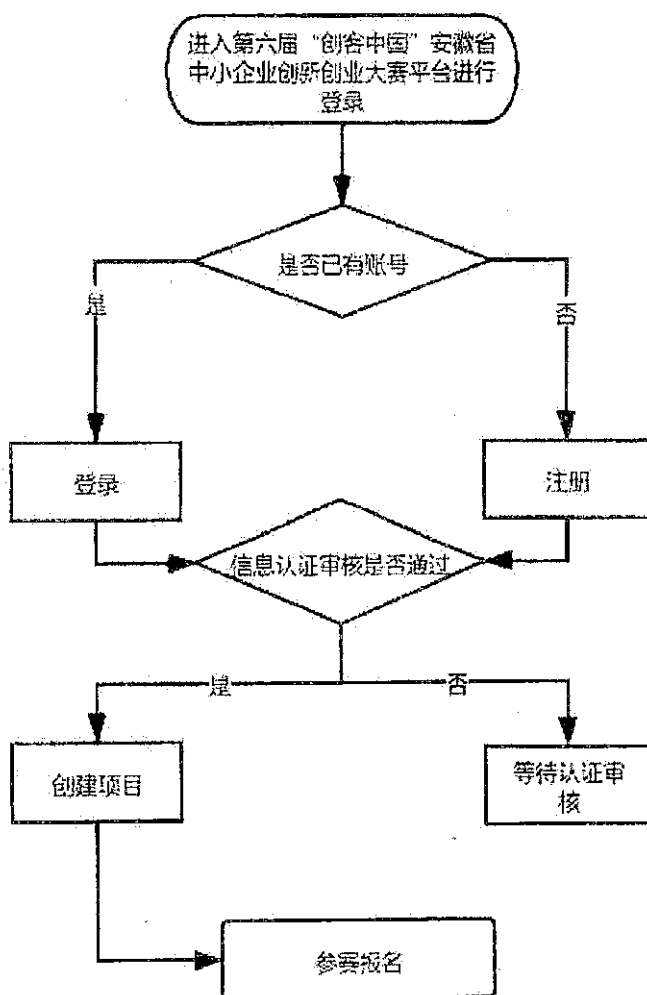 进入第六届“创客中国”安徽省
中小企业创新创业大赛平台进行
登录
是否已有账号
是
否
登录
注册
信息认证审核是否通过
是
否
创建项目
等待认证审
核
参赛报名